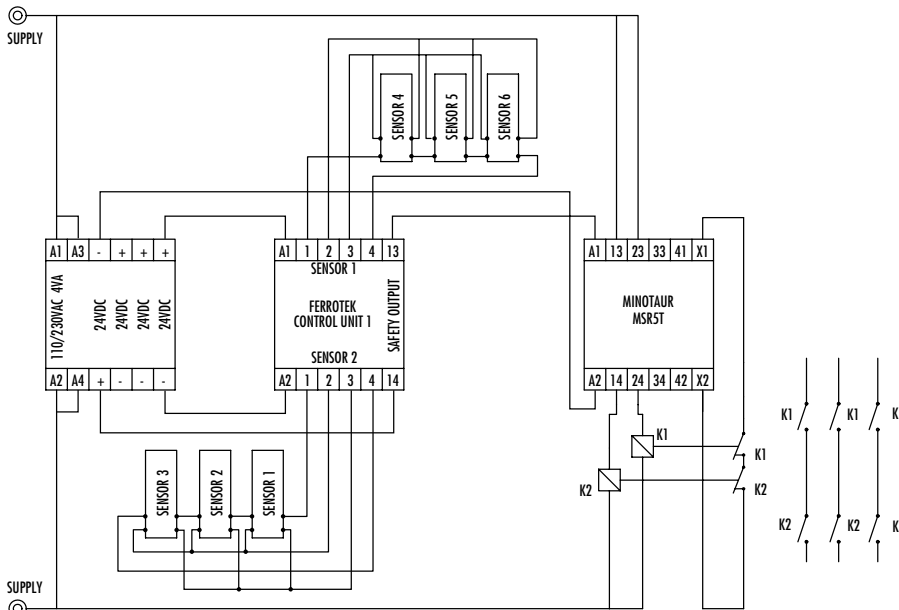 SUPPLY
SENSOR 4
SENSOR 5
SENSOR 6
A1 A3 - + + +
110/230VAC 4VA
24VDC
24VDC
24VDC
24VDC
A2 A4 + - - -
A1 1 2 3 4 13
SENSOR 1
FERROTEK
CONTROL UNIT 1
SAFETY OUTPUT
SENSOR 2
A2 1 2 3 4 14
A1 13 23 33 41 X1
MINOTAUR
MSR5T
A2 14 24 34 42 X2
K1
K2
K1
K2
K1
K1
K
K2
K2
K
SENSOR 3
SENSOR 2
SENSOR 1
SUPPLY